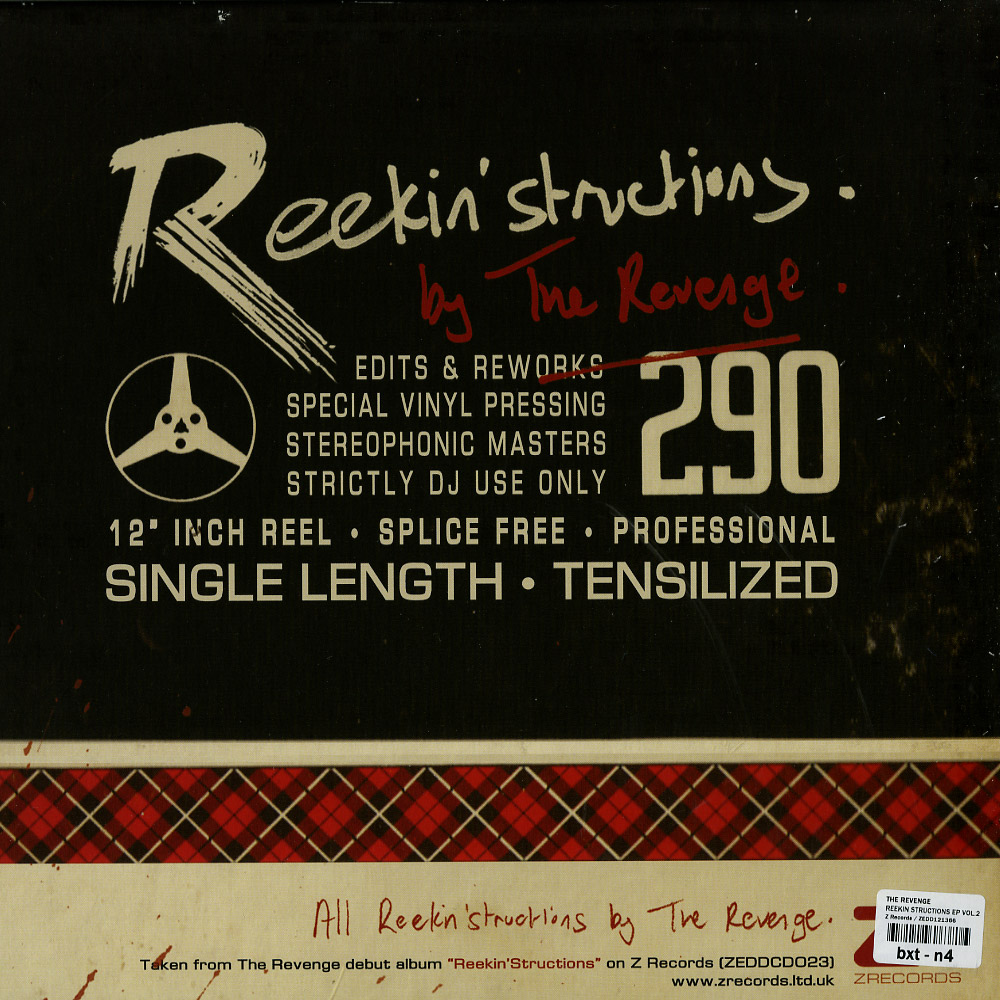 Reekin'structions.
by The Revenge.
EDITS & REWORKS
SPECIAL VINYL PRESSING
STEREOPHONIC MASTERS
STRICTLY DJ USE ONLY
290
12" INCH REEL • SPLICE FREE • PROFESSIONAL
SINGLE LENGTH • TENSILIZED
All Reekin'structions by The Revenge.
Taken from The Revenge debut album "Reekin'Structions" on Z Records (ZEDDCD023)
www.zrecords.ltd.uk
THE REVENGE
REEKIN STRUCTIONS EP VOL.2
Z Records / ZEDD121366
bxt - n4
ZRECORDS